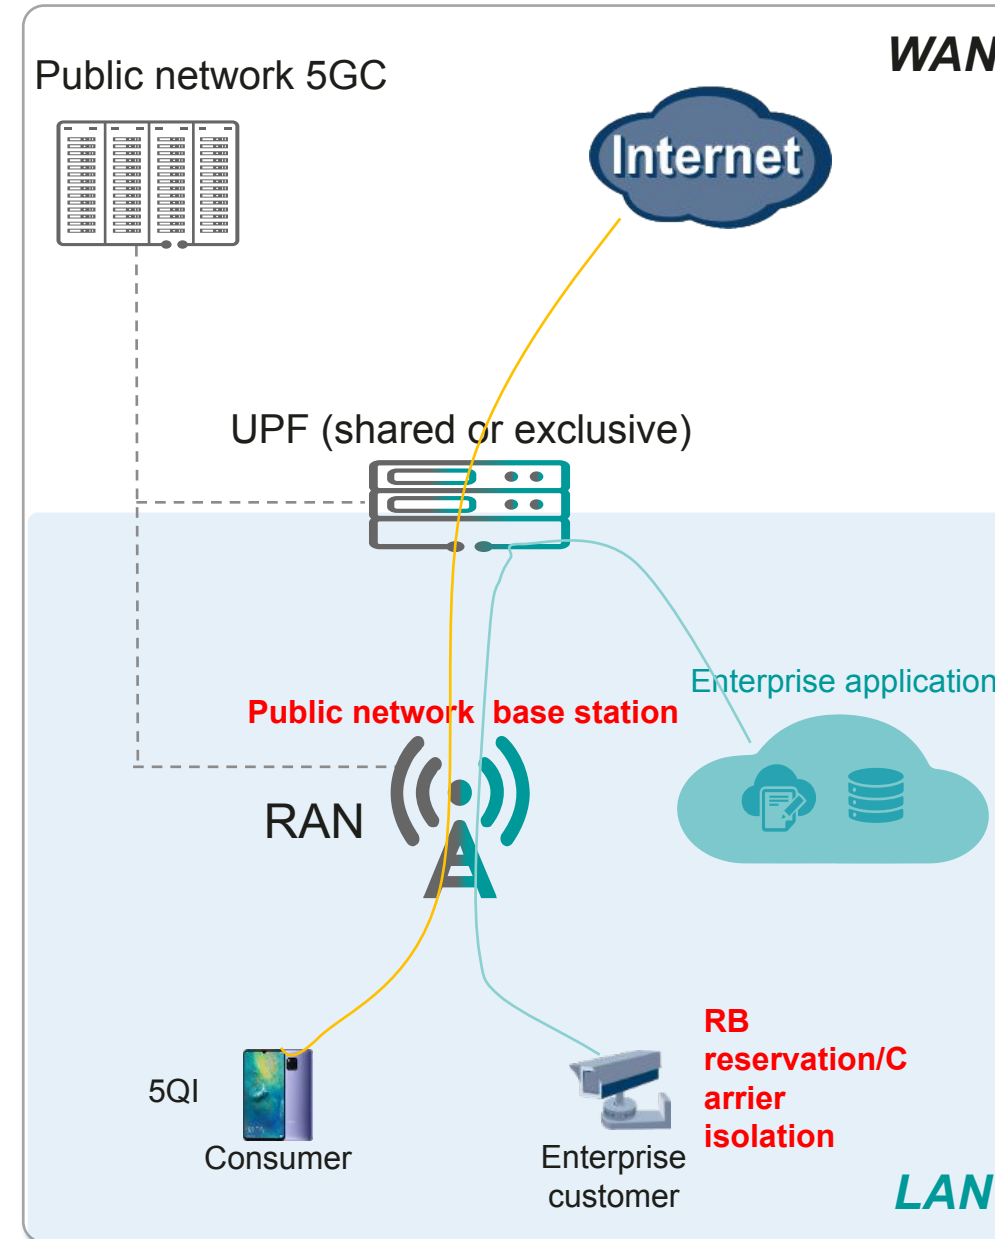 WAN
Public network 5GC
Internet
UPF (shared or exclusive)
Enterprise application
Public network base station
RAN
RB
reservation/C
arrier
isolation
5QI
Consumer
Enterprise
customer
LAN